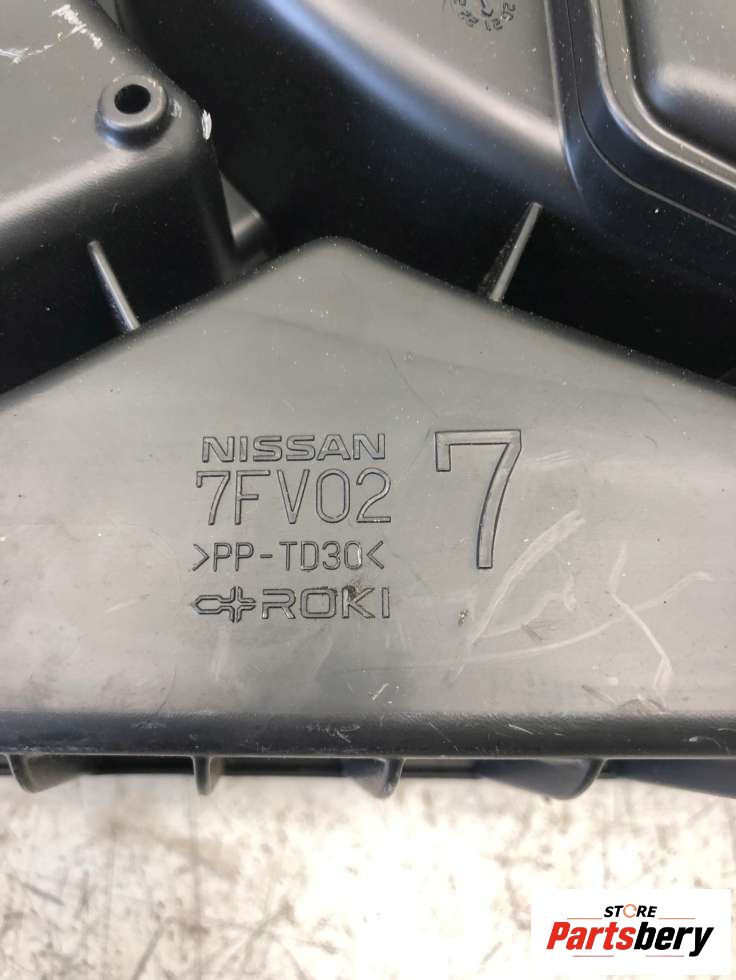 NISSAN
7FV02
7
>PP-TD30<
ROKI
STORE
Partsbery